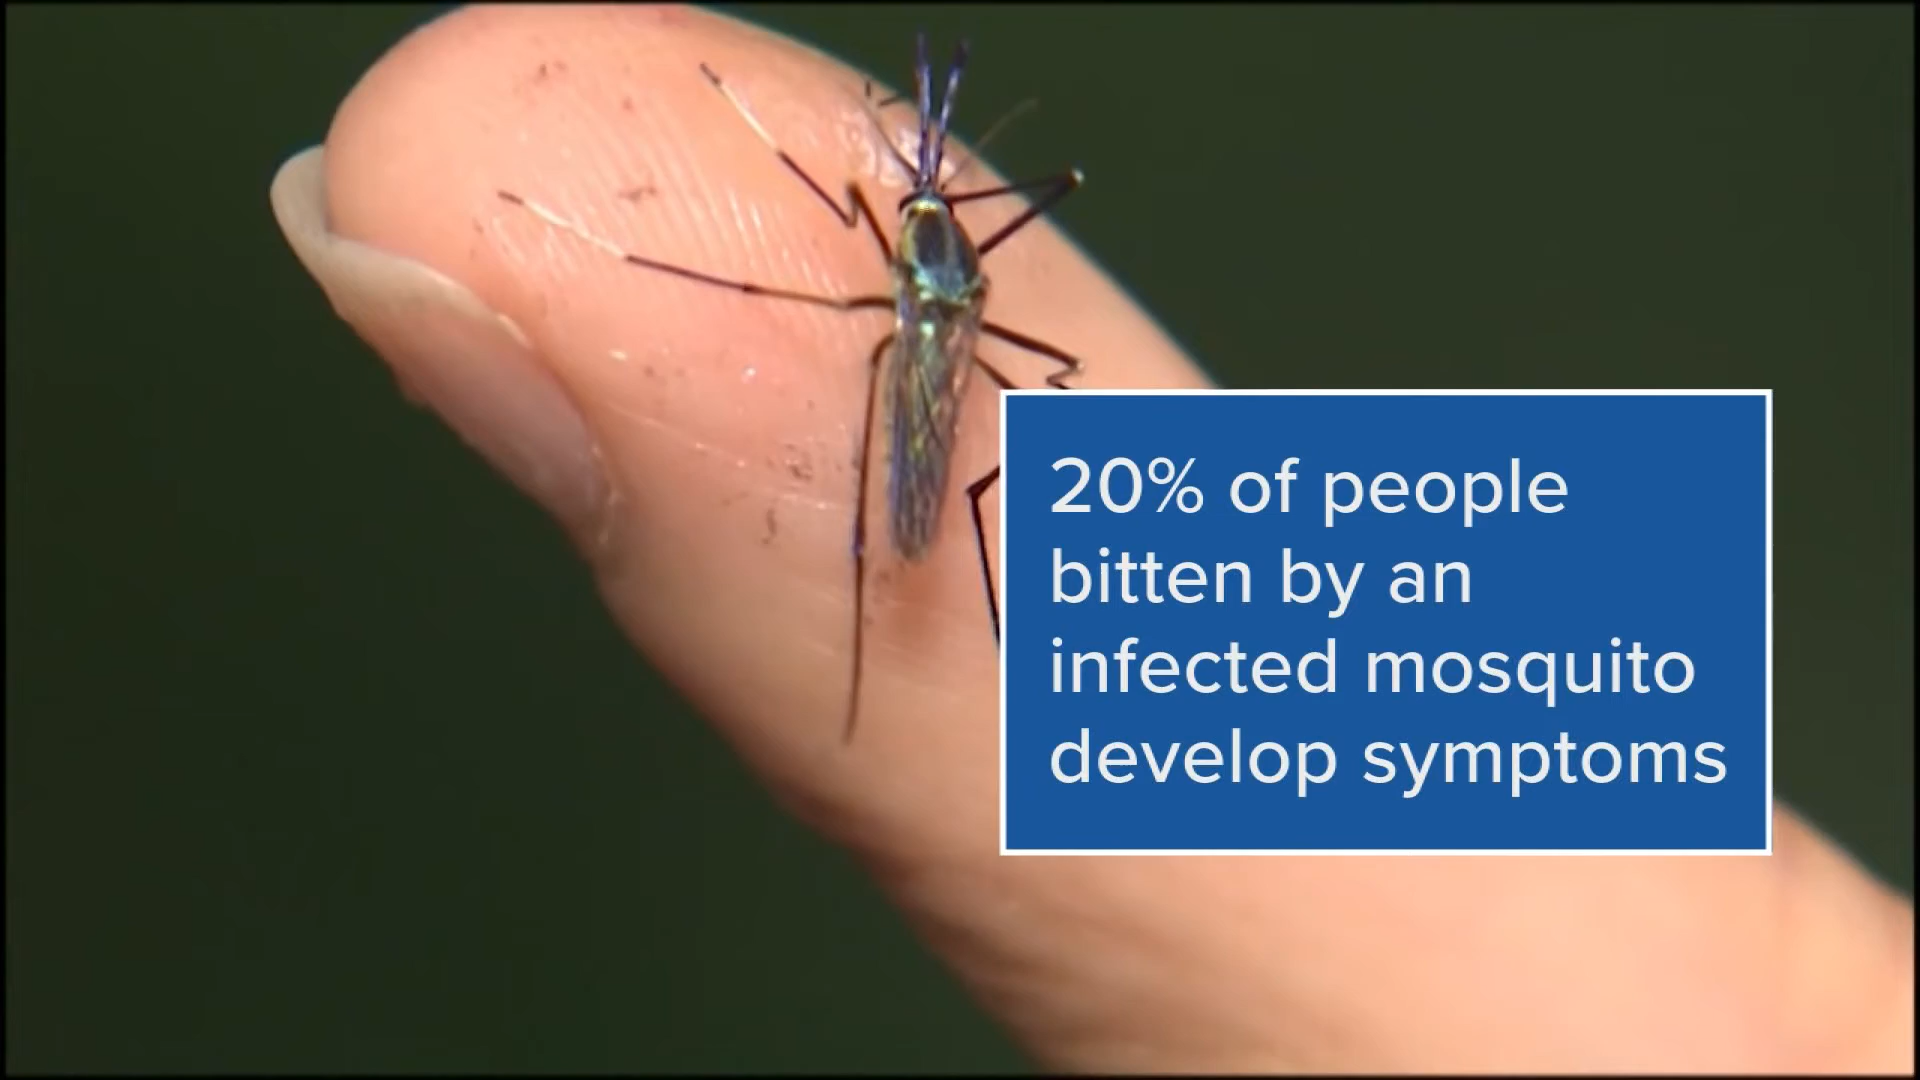 20% of people
bitten by an
infected mosquito
develop symptoms